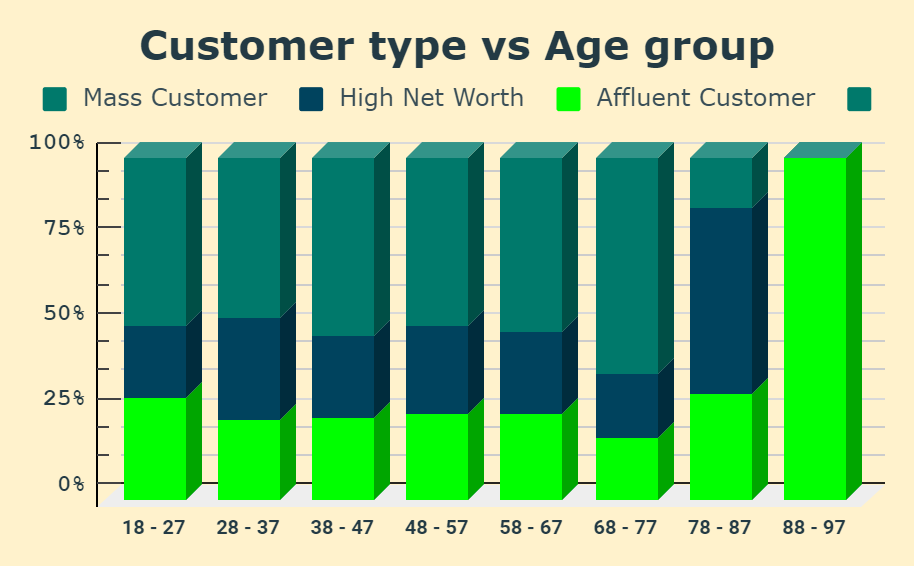 Customer type vs Age group
Mass Customer High Net Worth Affluent Customer
100%
75%
50%
25%
0%
18 - 27 28 - 37 38 - 47 48 - 57 58 - 67 68 - 77 78 - 87 88 - 97